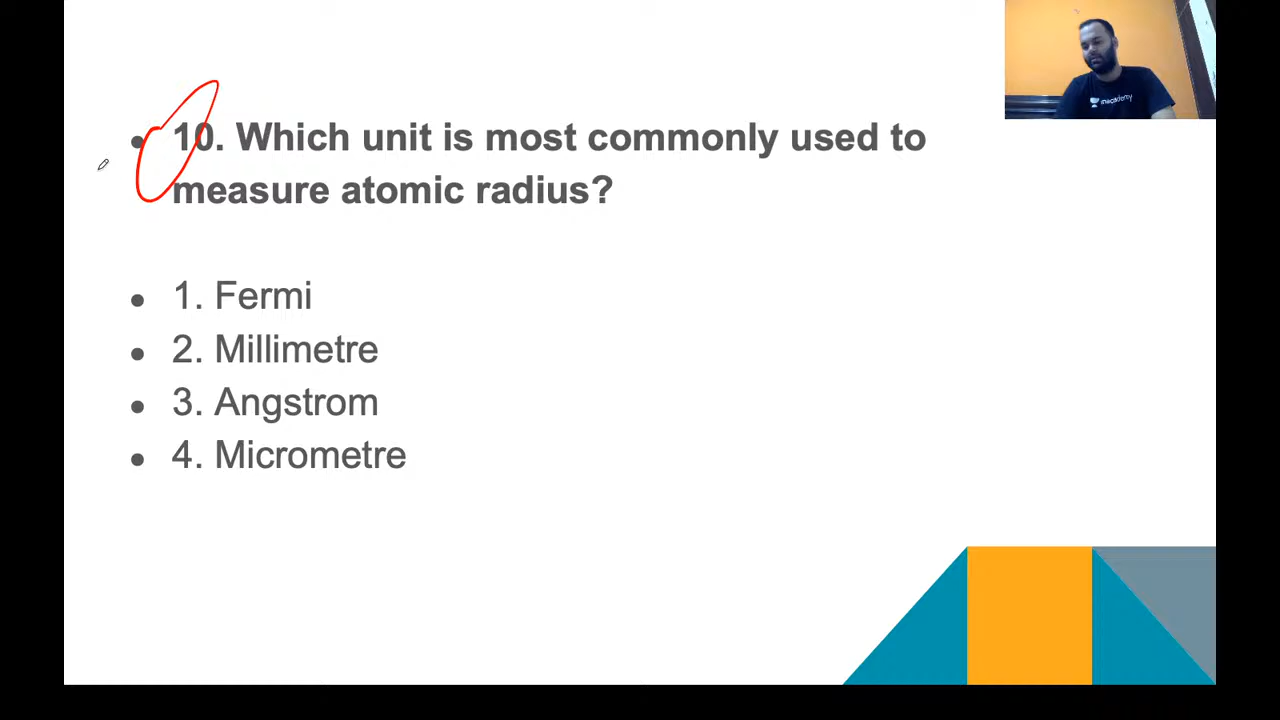 10. Which unit is most commonly used to
measure atomic radius?
1. Fermi
2. Millimetre
3. Angstrom
4. Micrometre
unacademy